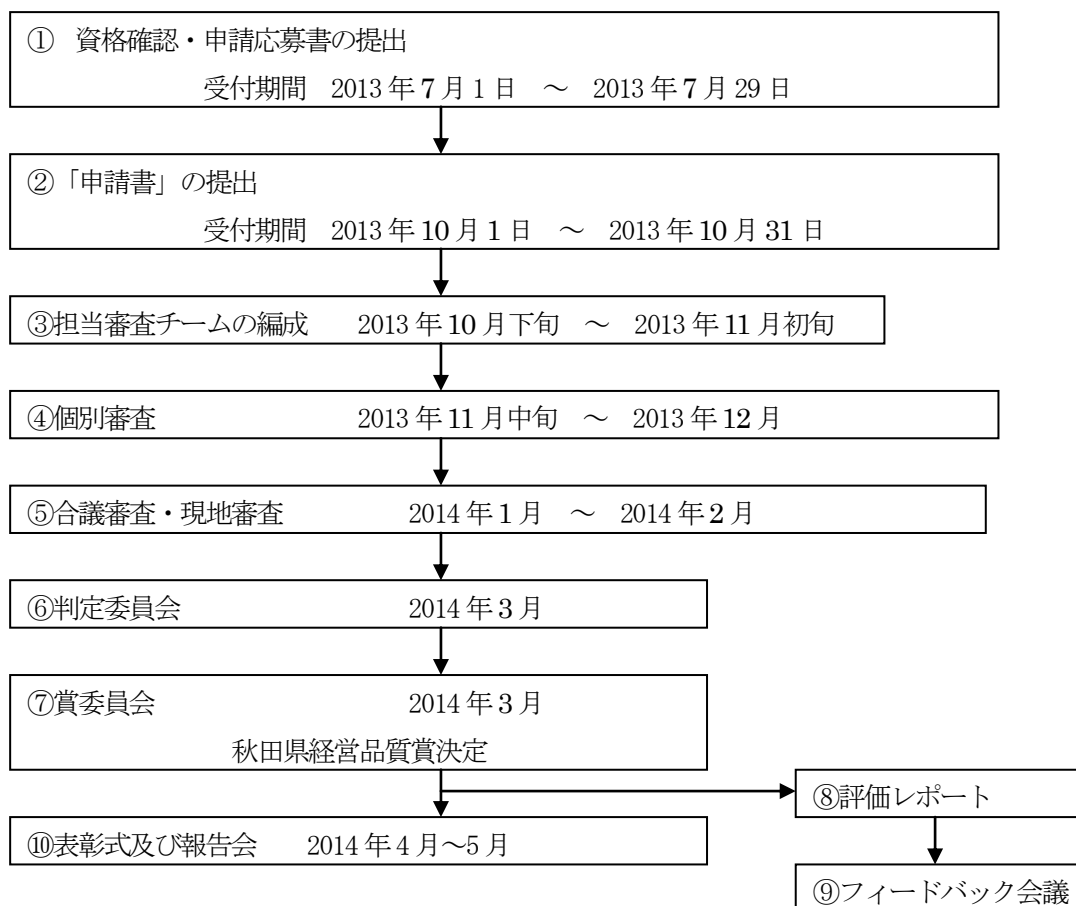 ① 資格確認・申請応募書の提出
受付期間 2013年7月1日 ～ 2013年7月29日
②「申請書」の提出
受付期間 2013年10月1日 ～ 2013年10月31日
③担当審査チームの編成 2013年10月下旬 ～ 2013年11月初旬
④個別審査 2013年11月中旬 ～ 2013年12月
⑤合議審査・現地審査 2014年1月 ～ 2014年2月
⑥判定委員会 2014年3月
⑦賞委員会 2014年3月
秋田県経営品質賞決定
⑧評価レポート
⑩表彰式及び報告会 2014年4月～5月
⑨フィードバック会議